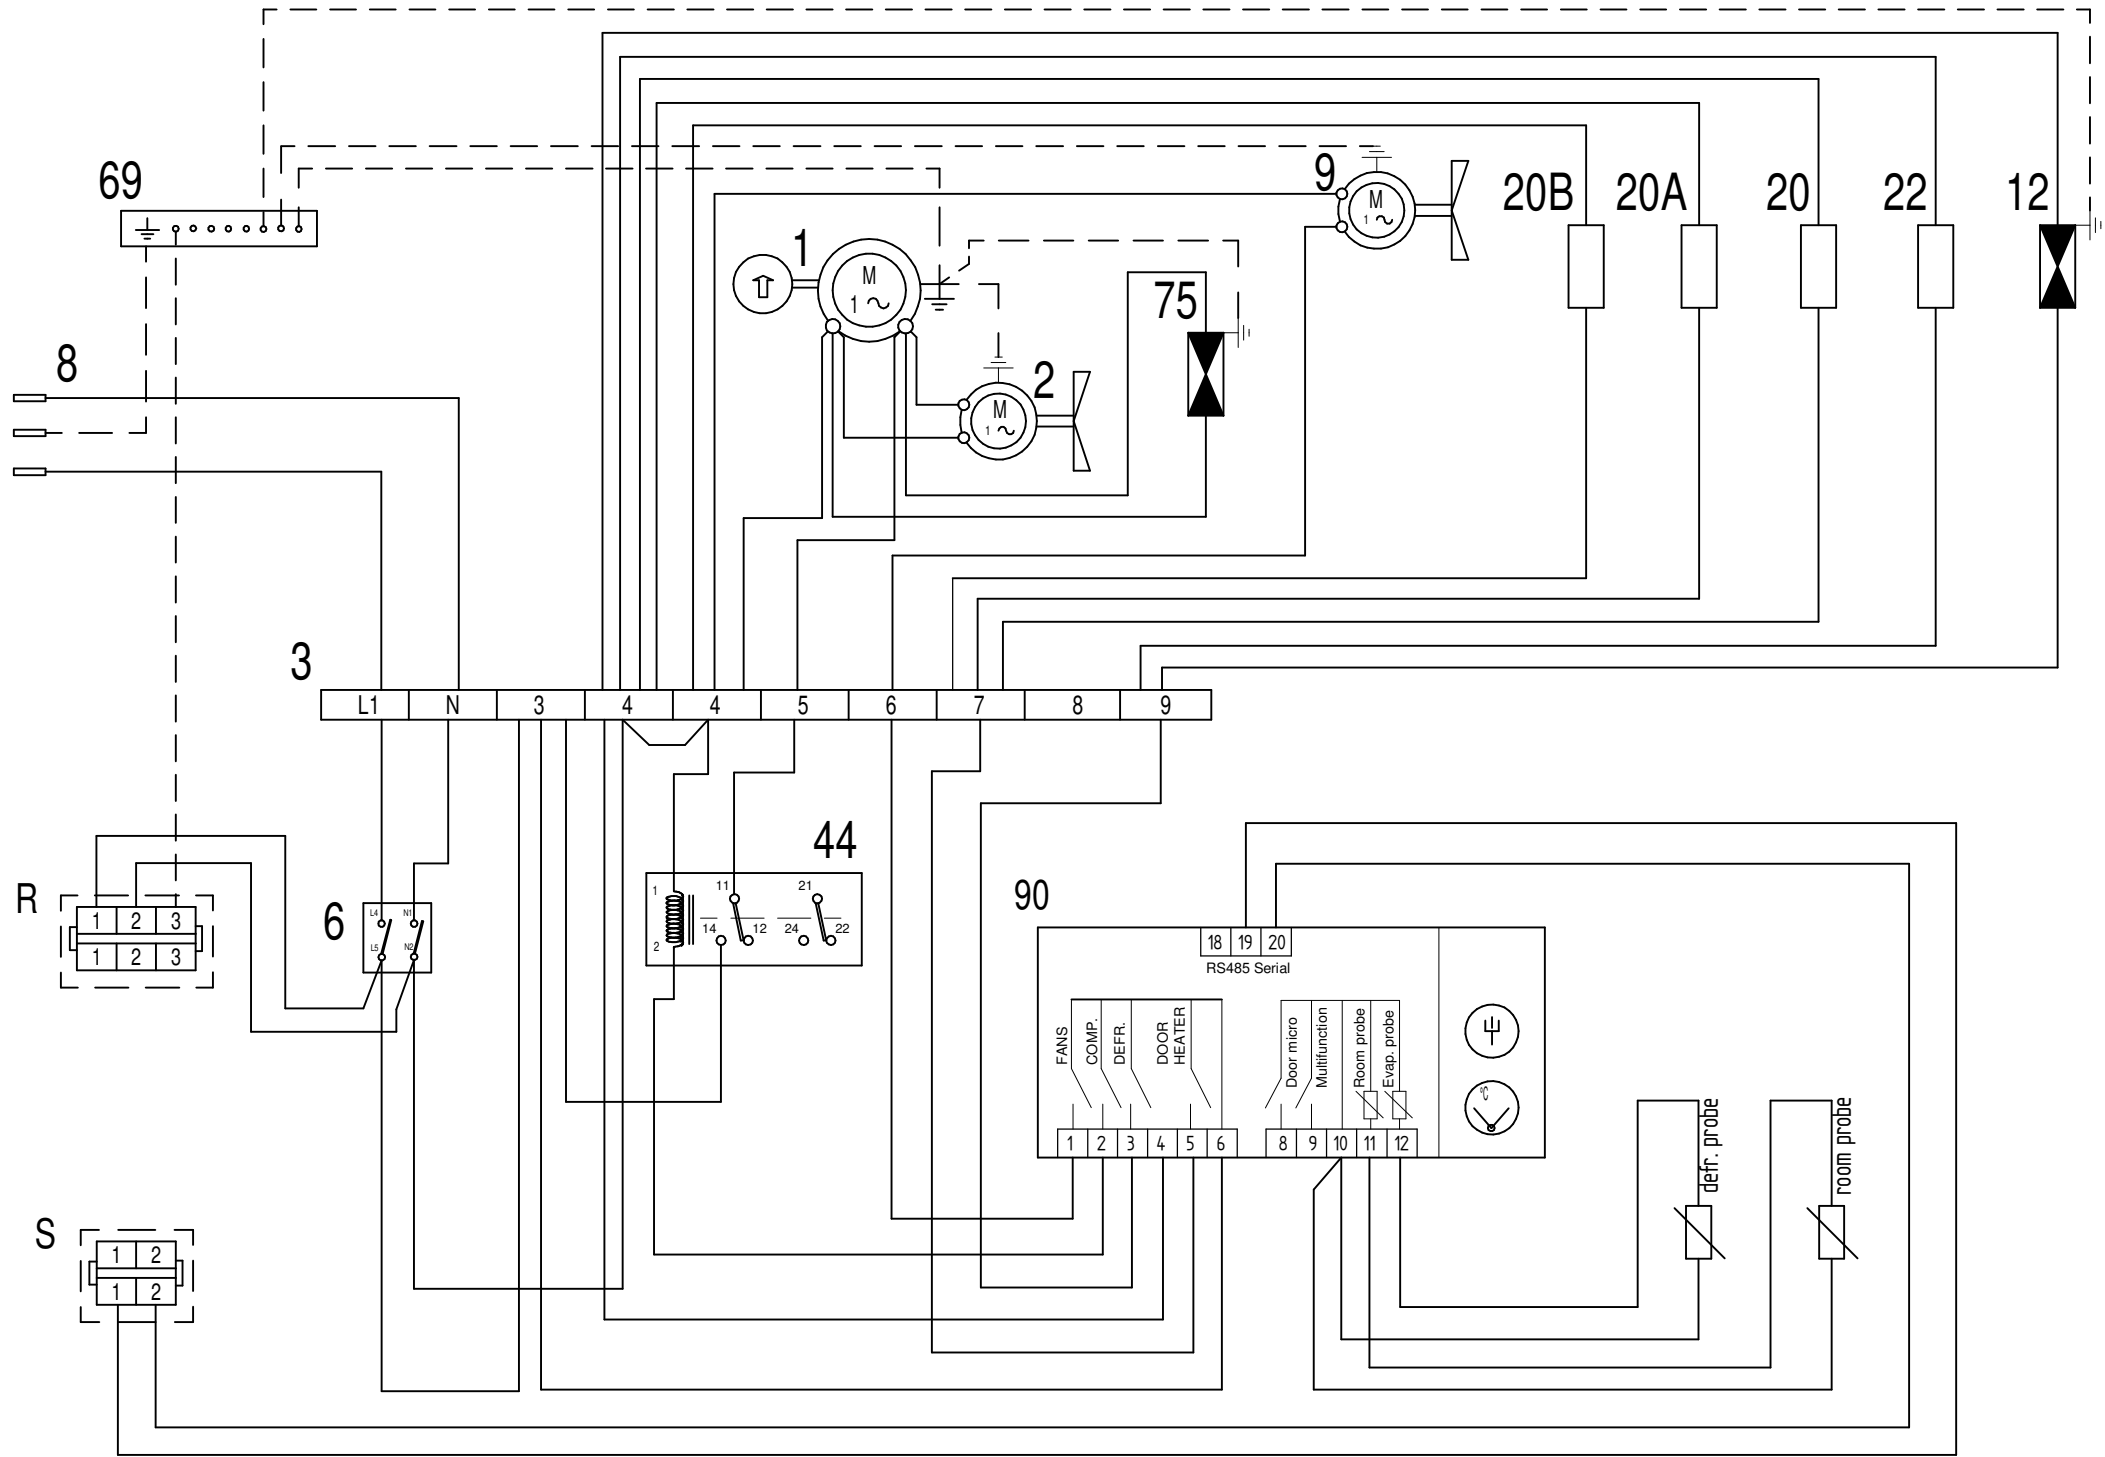 69
8
1
M
1
2
M
1
75
9
M
1
20B
20A
20
22
12
3
L1 N 3 4 4 5 6 7 8 9
R
1 2 3
1 2 3
6
L4 N1
L5 N2
44
1
2
11
14
12
21
24
22
90
18 19 20
RS485 Serial
FANS
COMP.
DEFR.
DOOR
HEATER
Door micro
Multifunction
Room probe
Evap. probe
1 2 3 4 5 6
8 9 10 11 12
°C
defr. probe
room probe
S
1 2
1 2